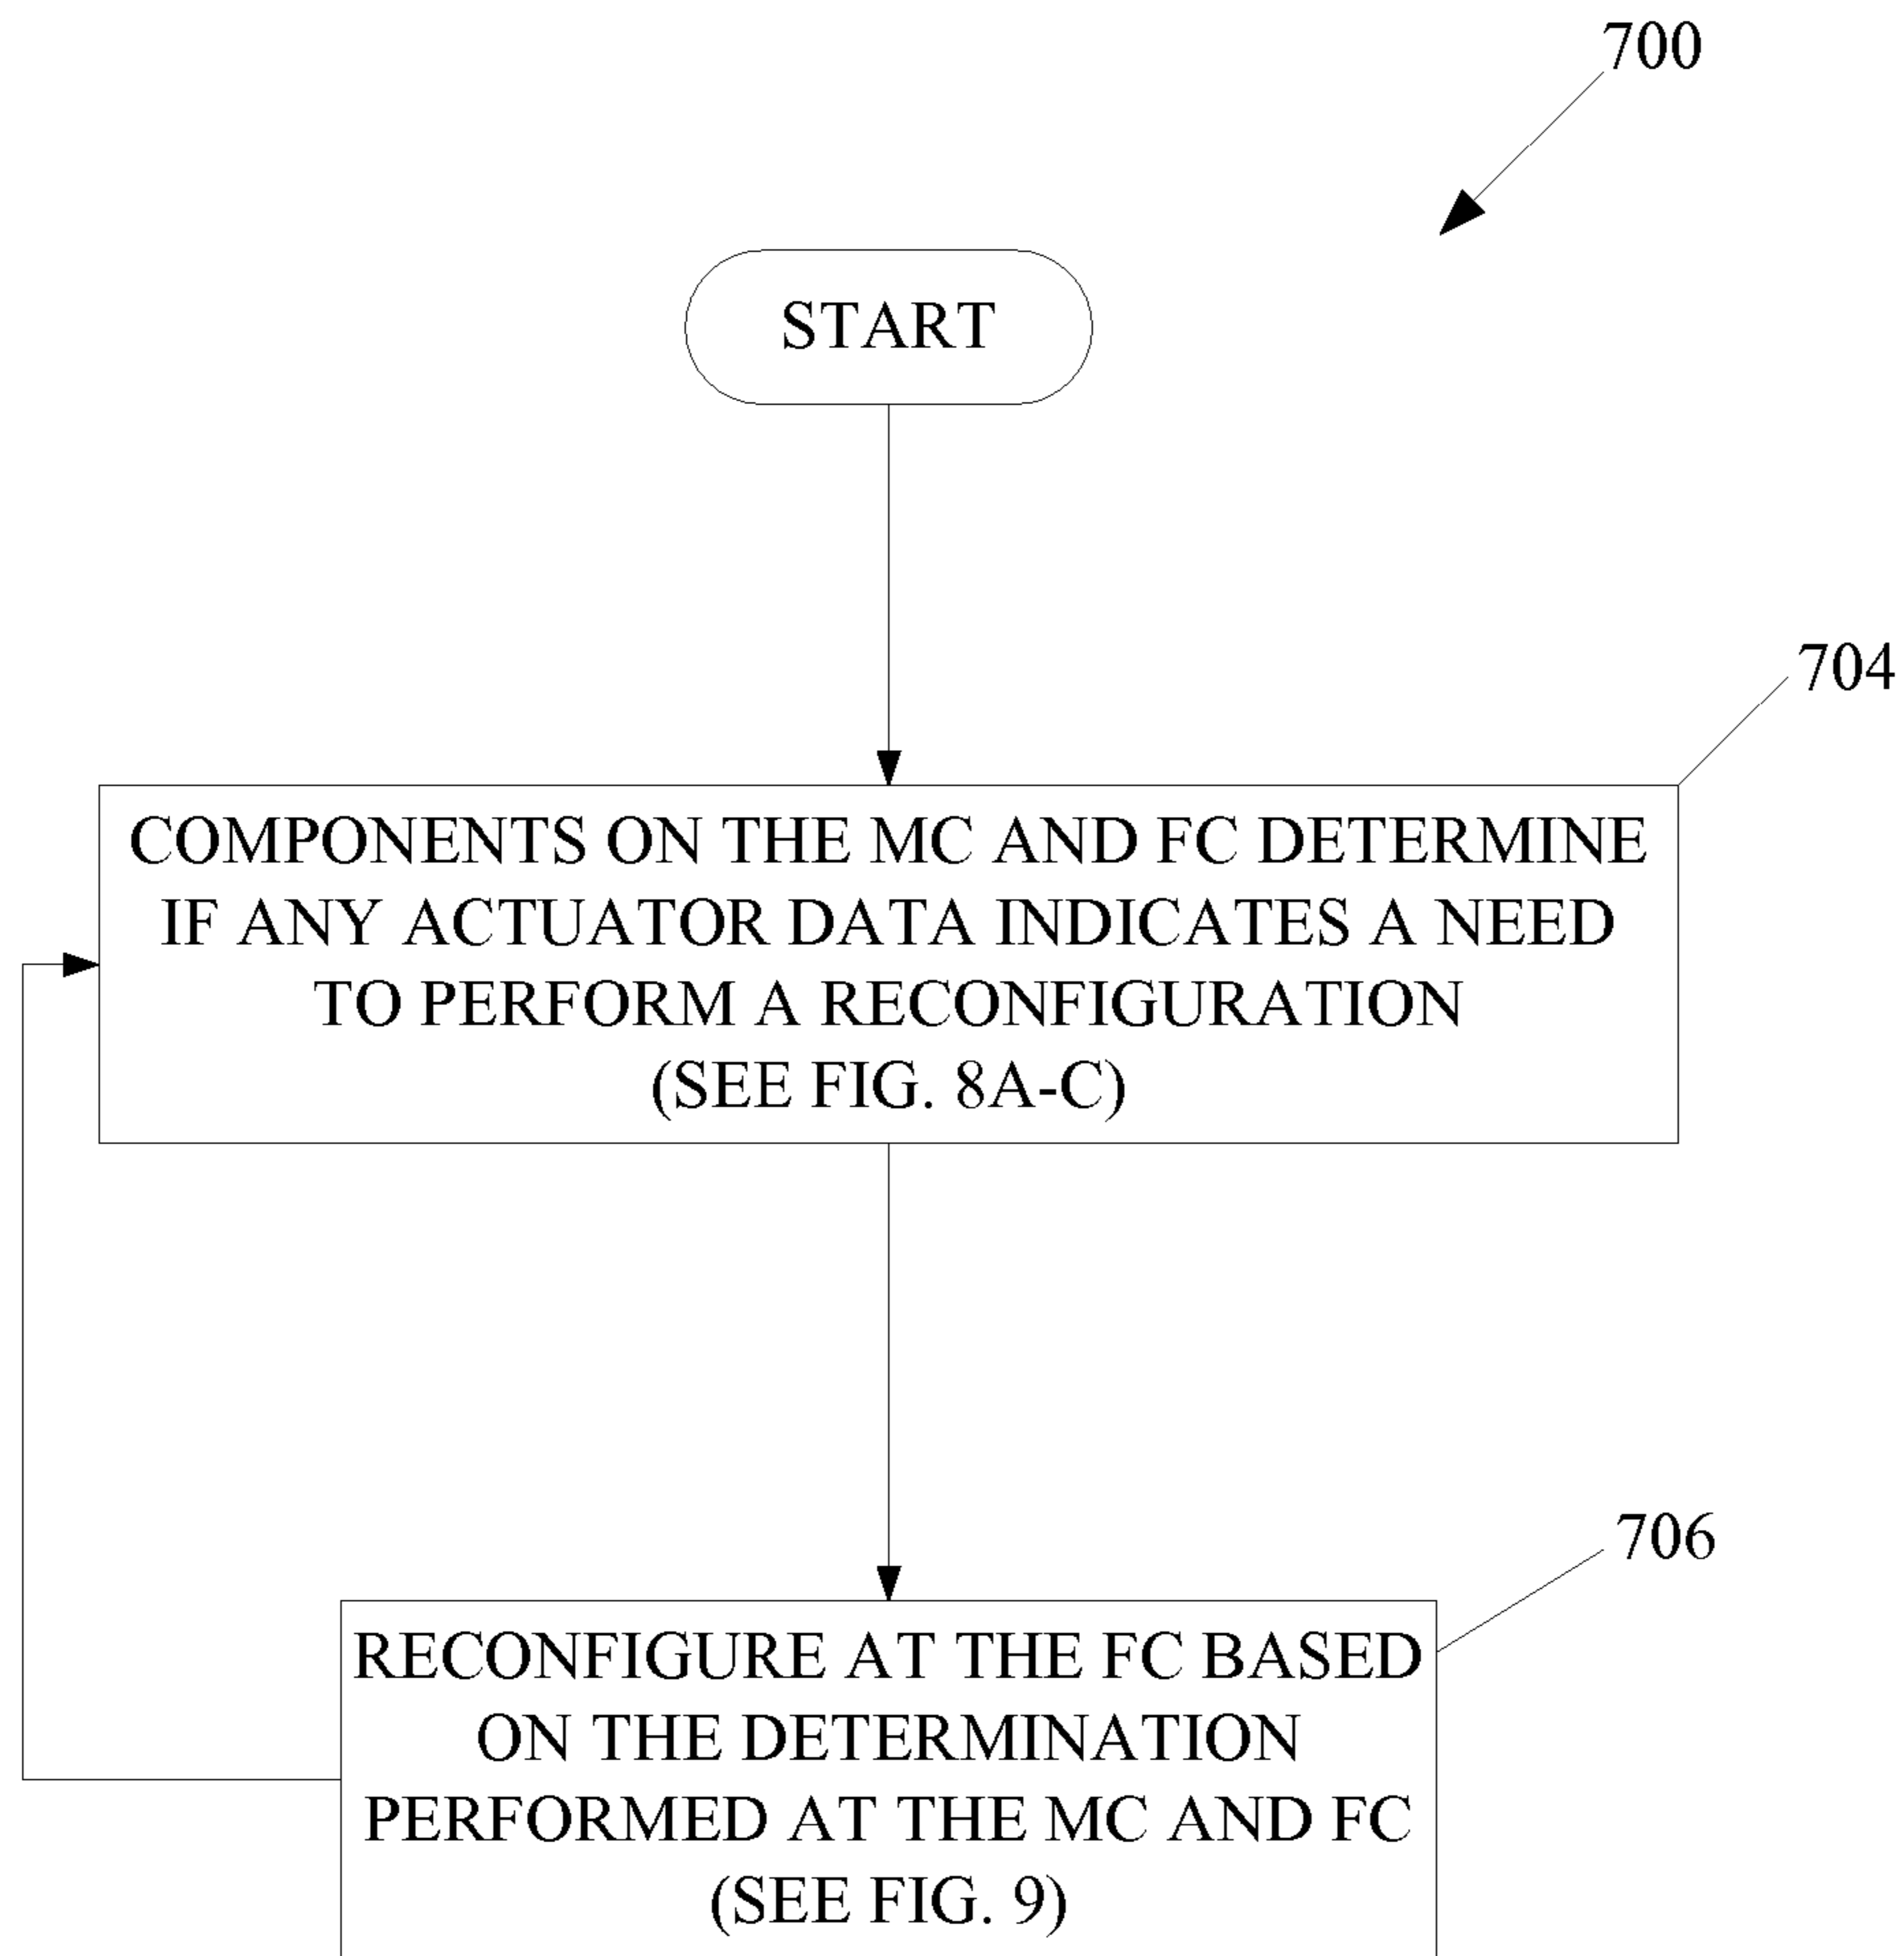 700
START
704
COMPONENTS ON THE MC AND FC DETERMINE
IF ANY ACTUATOR DATA INDICATES A NEED
TO PERFORM A RECONFIGURATION
(SEE FIG. 8A-C)
706
RECONFIGURE AT THE FC BASED
ON THE DETERMINATION
PERFORMED AT THE MC AND FC
(SEE FIG. 9)